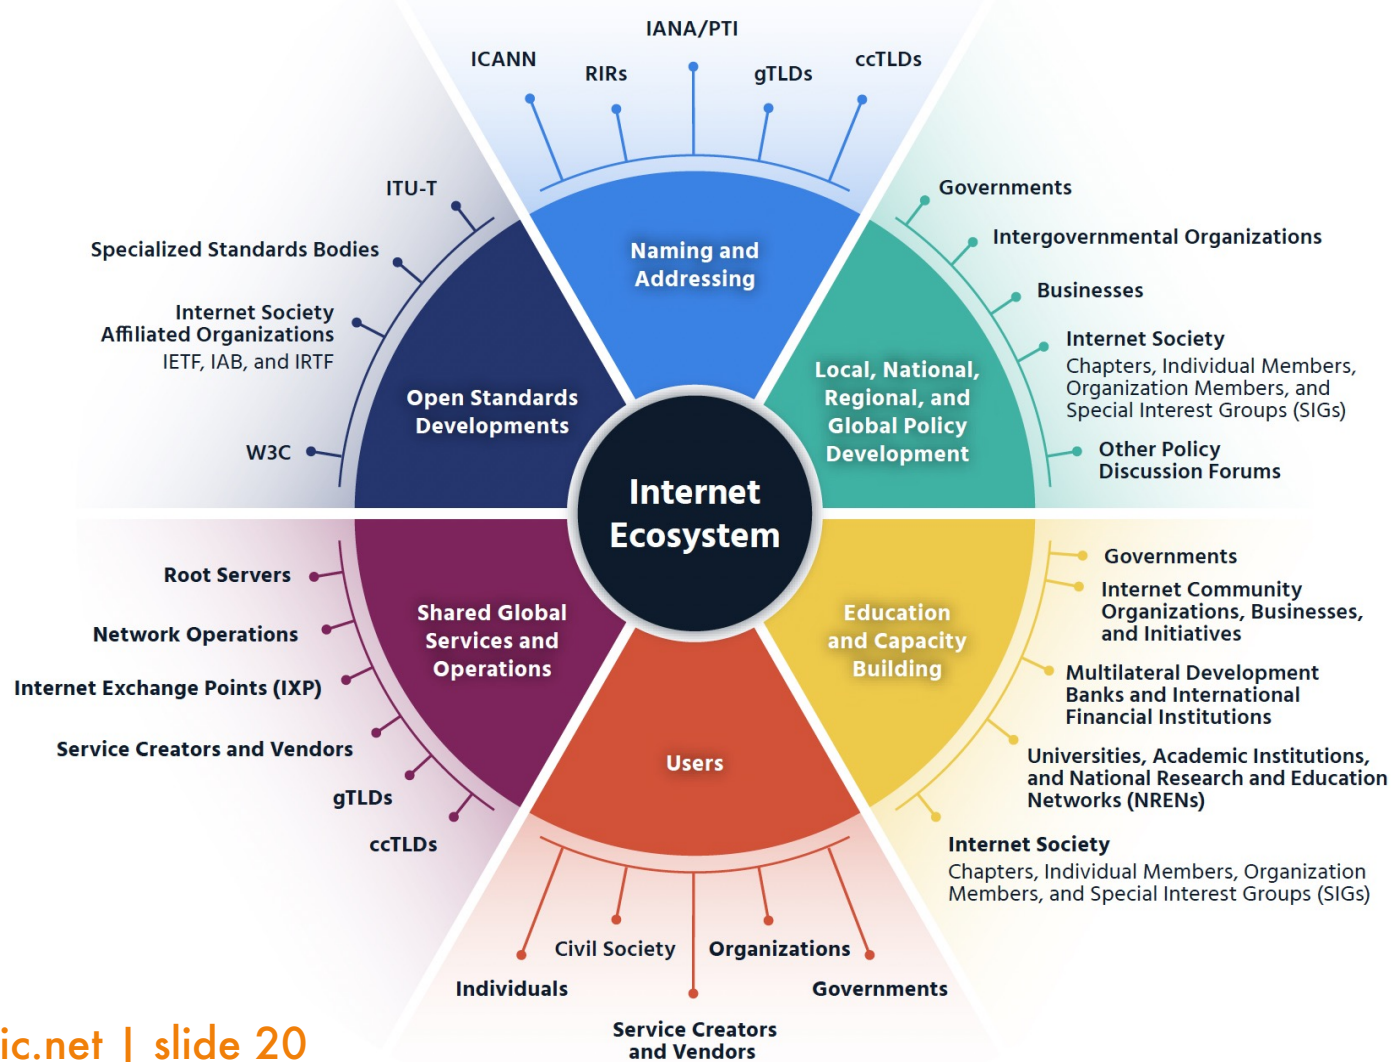 IANA/PTI
ICANN
RIRs
gTLDs
ccTLDs
Naming and
Addressing
Governments
Intergovernmental Organizations
Businesses
Internet Society
Chapters, Individual Members,
Organization Members, and
Special Interest Groups (SIGs)
Other Policy
Discussion Forums
Local, National,
Regional, and
Global Policy
Development
ITU-T
Specialized Standards Bodies
Internet Society
Affiliated Organizations
IETF, IAB, and IRTF
W3C
Open Standards
Developments
Internet
Ecosystem
Root Servers
Network Operations
Internet Exchange Points (IXP)
Service Creators and Vendors
gTLDs
ccTLDs
Shared Global
Services and
Operations
Education
and Capacity
Building
Governments
Internet Community
Organizations, Businesses,
and Initiatives
Multilateral Development
Banks and International
Financial Institutions
Universities, Academic Institutions,
and National Research and Education
Networks (NRENs)
Internet Society
Chapters, Individual Members, Organization
Members, and Special Interest Groups (SIGs)
Users
Individuals
Civil Society
Service Creators
and Vendors
Organizations
Governments
ic.net | slide 20